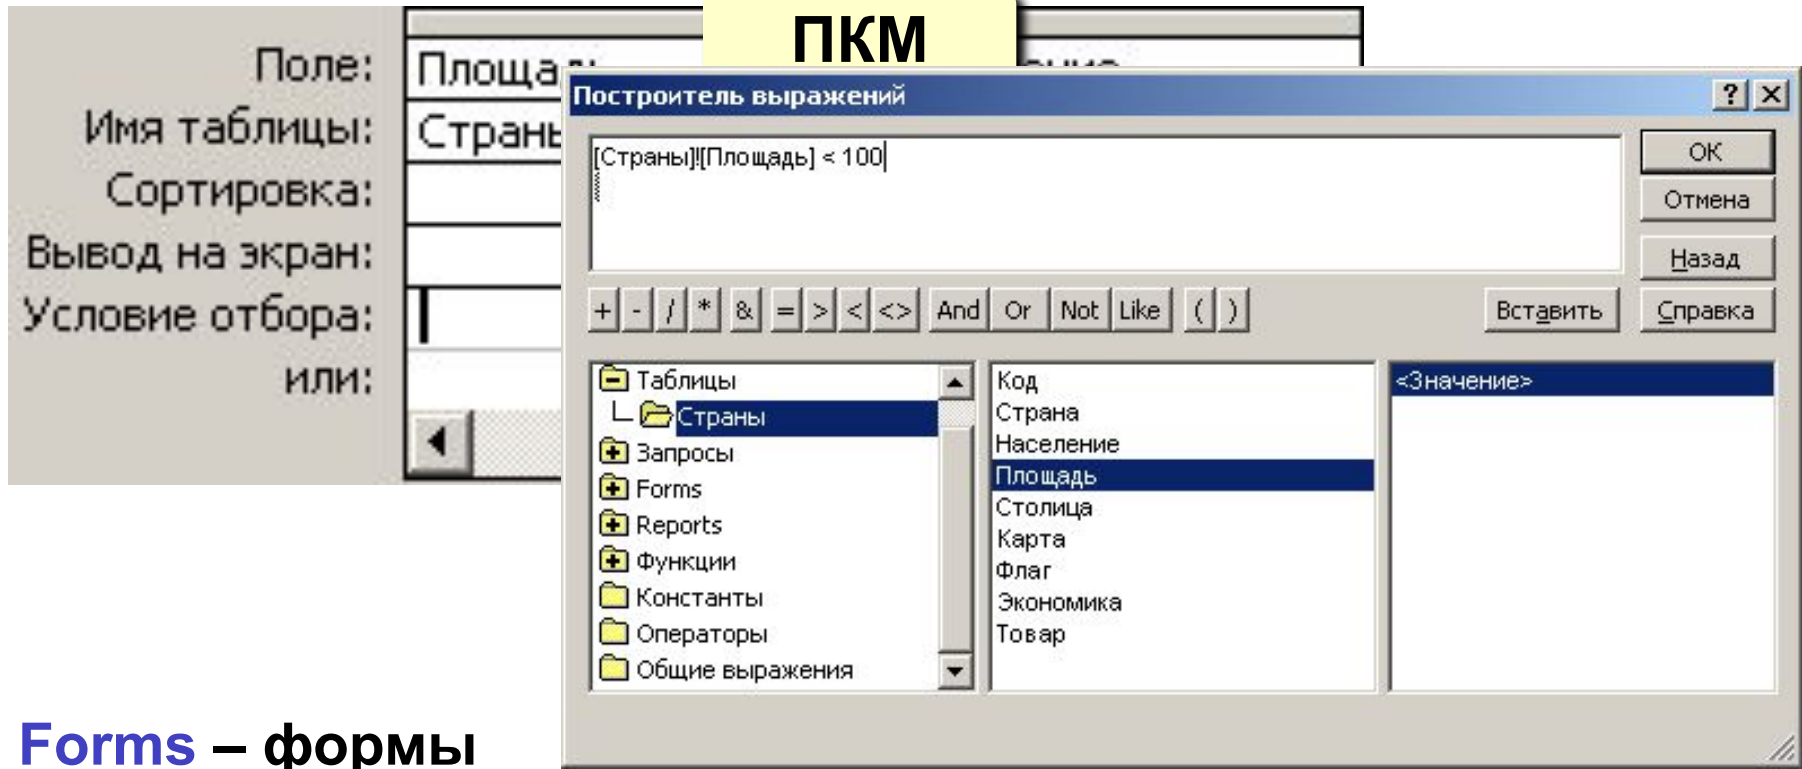 ПКМ
Поле:
Площадь
Имя таблицы:
Страны
Сортировка:
Вывод на экран:
Условие отбора:
или:
Построитель выражений
[Страны]![Площадь] < 100
OK
Отмена
Назад
+ - / * & = > < <> And Or Not Like ( )
Вставить
Справка
Таблицы
Страны
Запросы
Forms
Reports
Функции
Константы
Операторы
Общие выражения
Код
Страна
Население
Площадь
Столица
Карта
Флаг
Экономика
Товар
<Значение>
Forms – формы